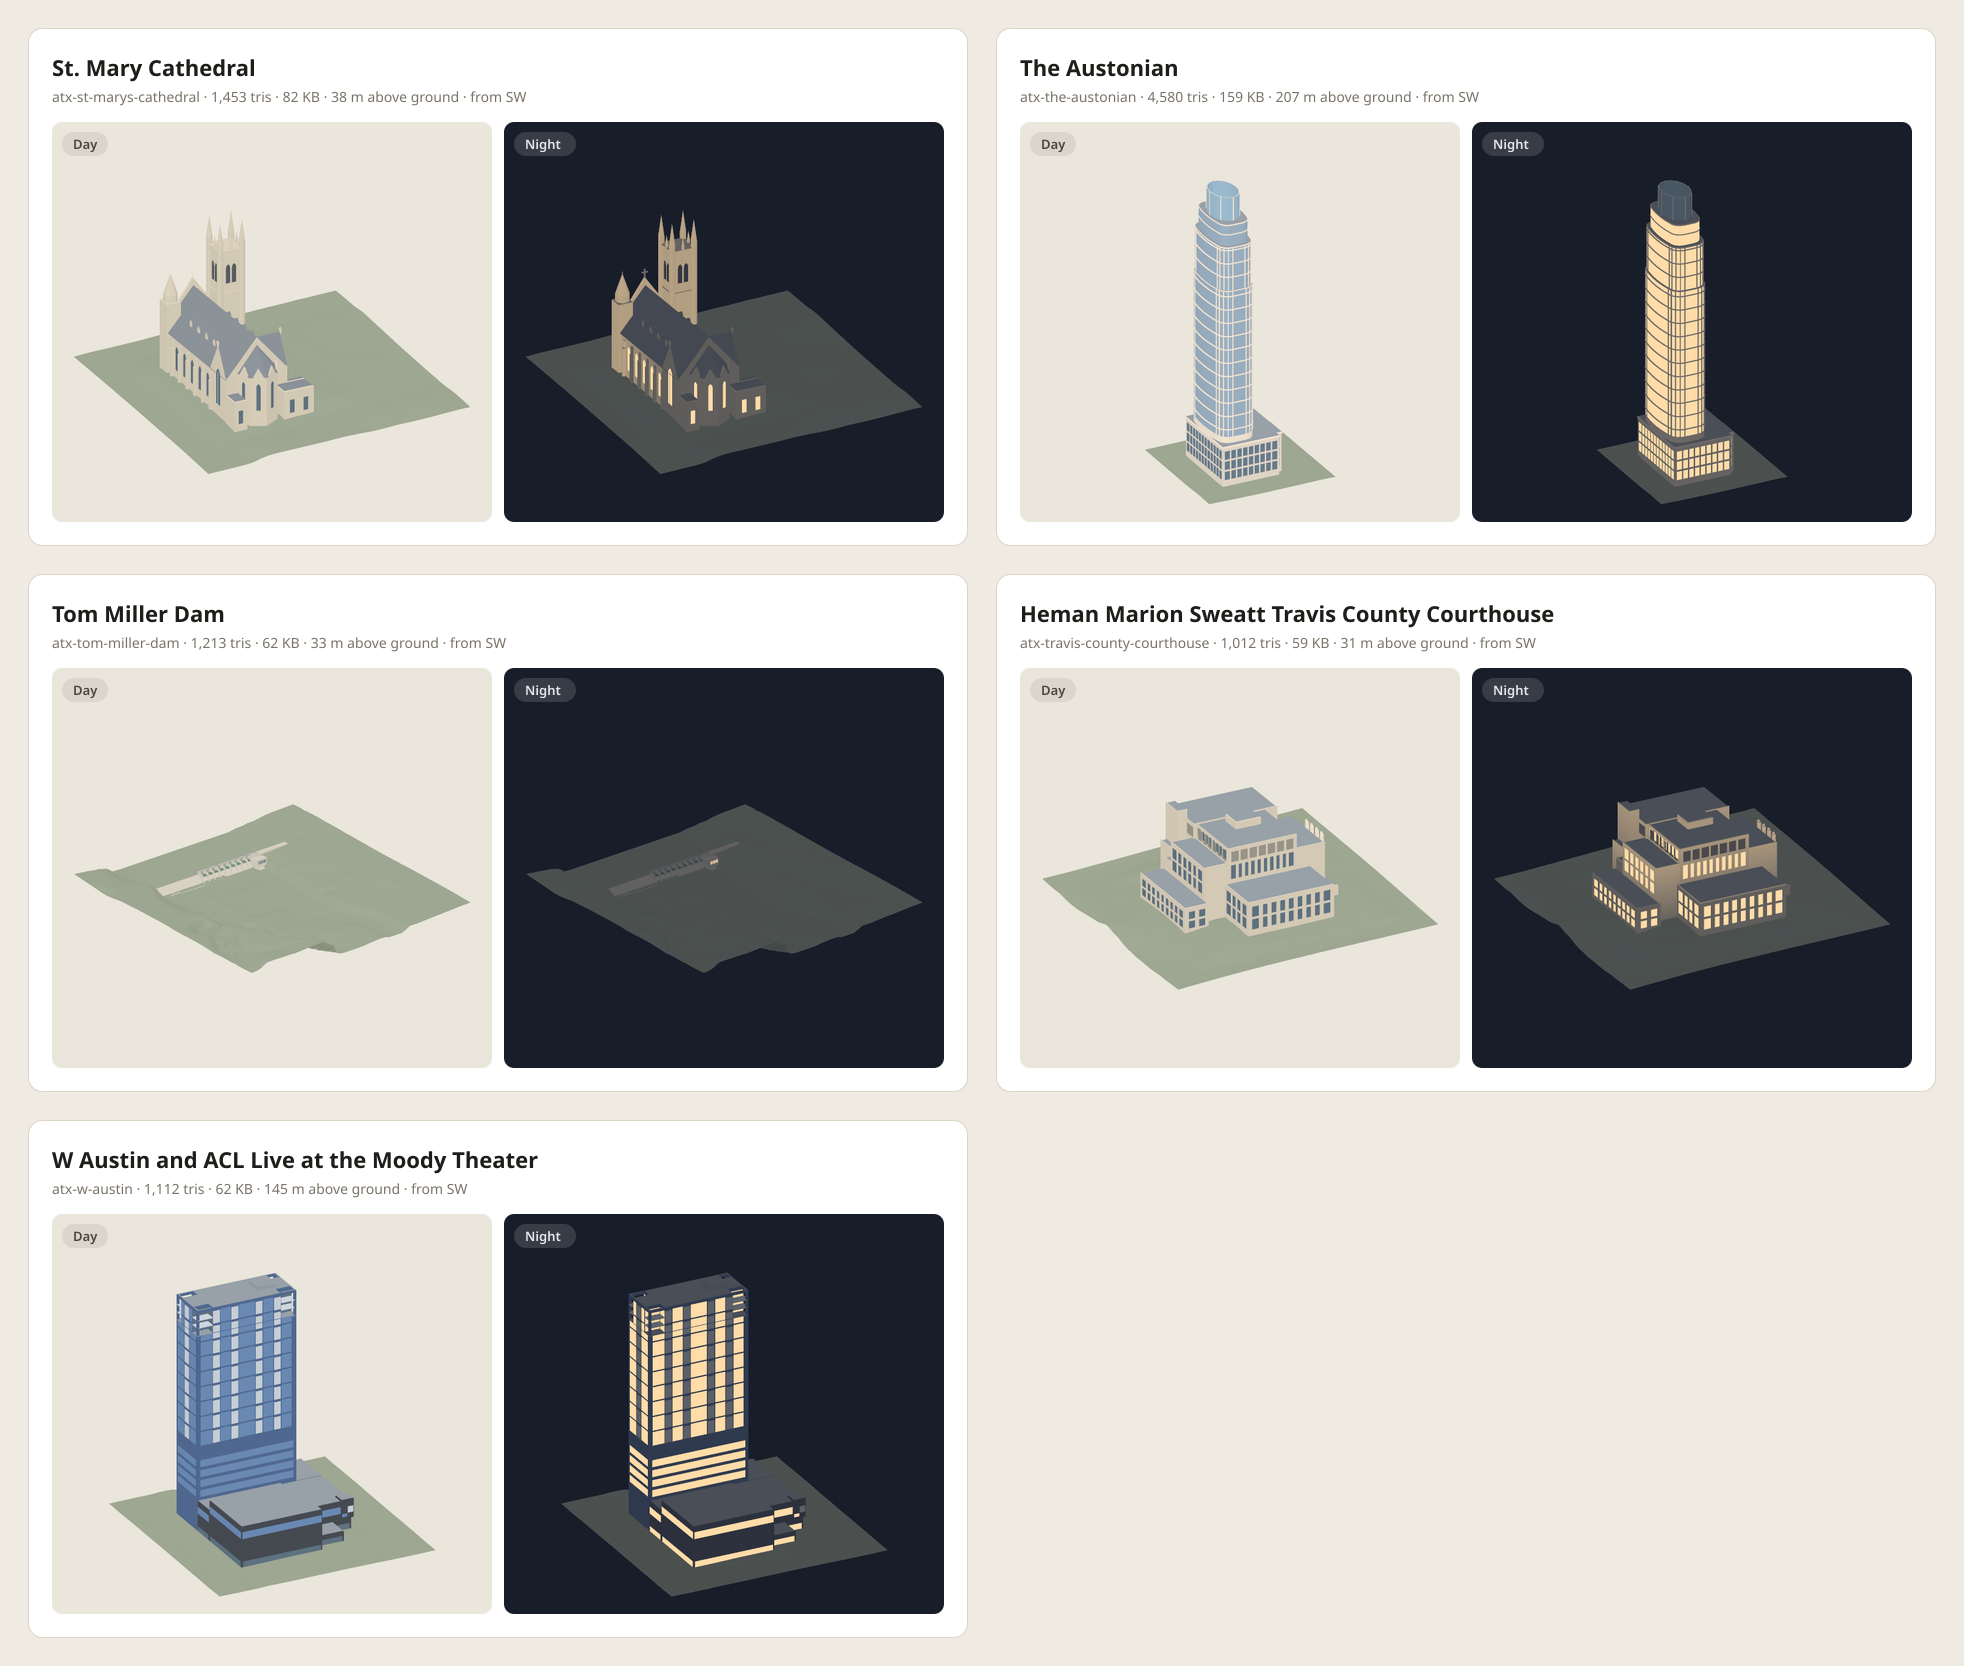 St. Mary Cathedral
atx-st-marys-cathedral · 1,453 tris · 82 KB · 38 m above ground · from SW
Day
Night
The Austonian
atx-the-austonian · 4,580 tris · 159 KB · 207 m above ground · from SW
Day
Night
Tom Miller Dam
atx-tom-miller-dam · 1,213 tris · 62 KB · 33 m above ground · from SW
Day
Night
Heman Marion Sweatt Travis County Courthouse
atx-travis-county-courthouse · 1,012 tris · 59 KB · 31 m above ground · from SW
Day
Night
W Austin and ACL Live at the Moody Theater
atx-w-austin · 1,112 tris · 62 KB · 145 m above ground · from SW
Day
Night